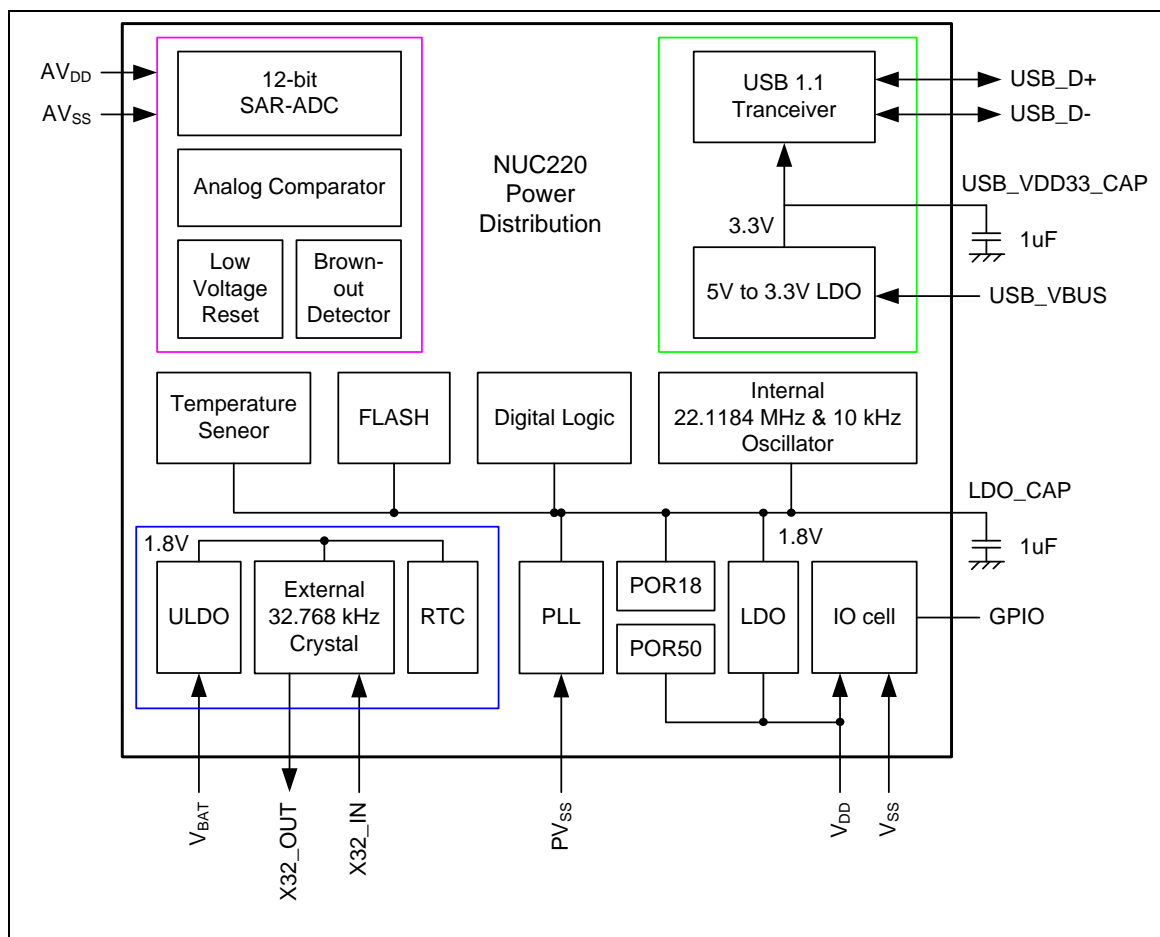 AVDD
AVSS
12-bit
SAR-ADC
Analog Comparator
Low
Voltage
Reset
Brown-
out
Detector
NUC220
Power
Distribution
USB 1.1
Tranceiver
3.3V
5V to 3.3V LDO
USB_D+
USB_D-
USB_VDD33_CAP
1uF
USB_VBUS
Temperature
Seneor
FLASH
Digital Logic
Internal
22.1184 MHz & 10 kHz
Oscillator
LDO_CAP
1uF
1.8V
ULDO
External
32.768 kHz
Crystal
RTC
PLL
POR18
POR50
1.8V
LDO
IO cell
GPIO
VBAT
X32_OUT
X32_IN
PVSS
VDD
VSS